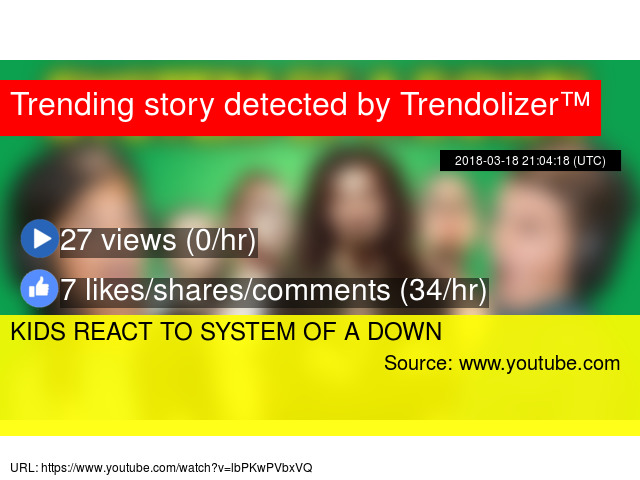 Trending story detected by Trendolizer™
2018-03-18 21:04:18 (UTC)
27 views (0/hr)
7 likes/shares/comments (34/hr)
KIDS REACT TO SYSTEM OF A DOWN
Source: www.youtube.com
URL: https://www.youtube.com/watch?v=lbPKwPVbxVQ